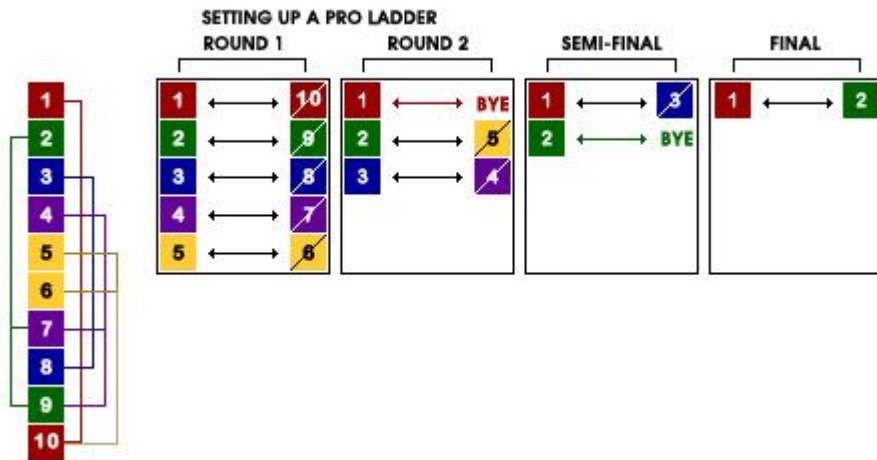 SETTING UP A PRO LADDER
ROUND 1 ROUND 2 SEMI-FINAL FINAL
1 1 10 1 BYE 1 3 1 2
2 2 9 2 5 2 BYE
3 3 8 3 4
4 4 7
5 5 6
6
7
8
9
10